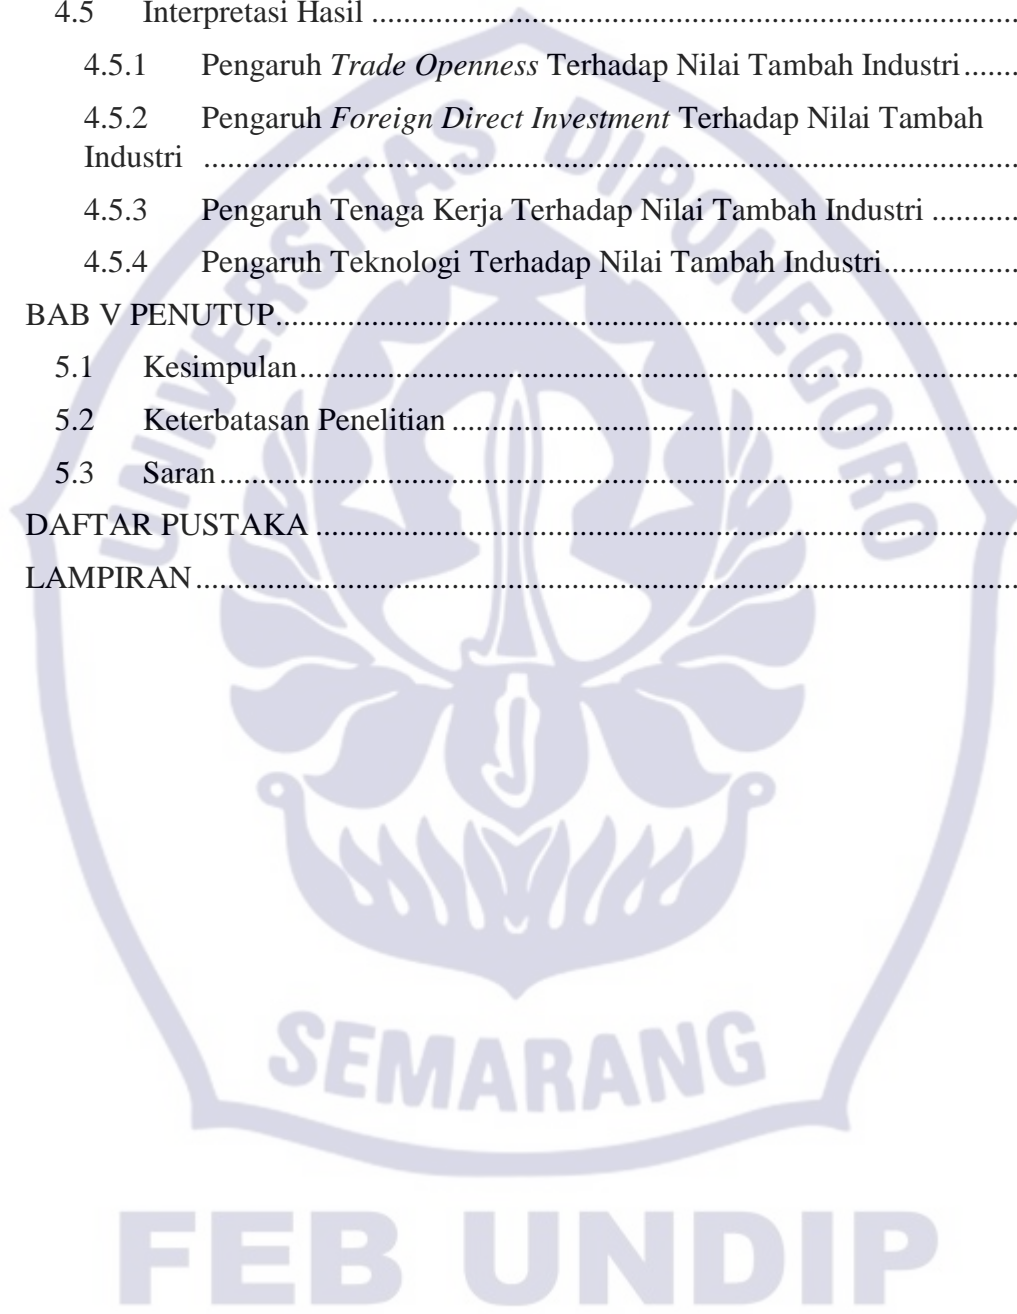 4.5 Interpretasi Hasil ........................................................................
4.5.1 Pengaruh Trade Openness Terhadap Nilai Tambah Industri.......
4.5.2 Pengaruh Foreign Direct Investment Terhadap Nilai Tambah
Industri ........................................................................
4.5.3 Pengaruh Tenaga Kerja Terhadap Nilai Tambah Industri ..........
4.5.4 Pengaruh Teknologi Terhadap Nilai Tambah Industri..............
BAB V PENUTUP........................................................................
5.1 Kesimpulan........................................................................
5.2 Keterbatasan Penelitian ........................................................................
5.3 Saran ........................................................................
DAFTAR PUSTAKA ........................................................................
LAMPIRAN........................................................................
UNIVERSITAS DIPONEGORO
SEMARANG
FEB UNDIP